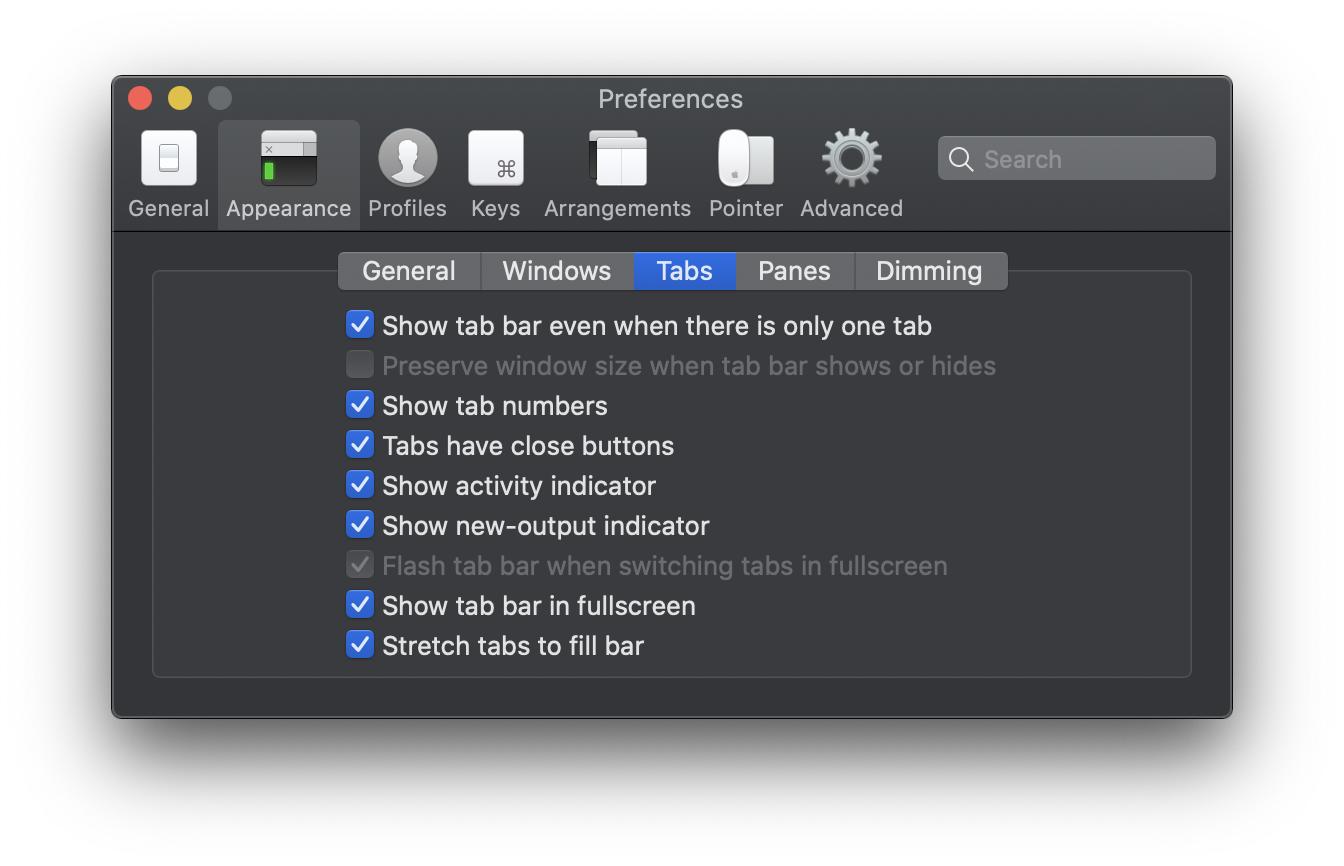 Preferences
General Appearance Profiles Keys Arrangements Pointer Advanced Search
General Windows Tabs Panes Dimming
Show tab bar even when there is only one tab
Preserve window size when tab bar shows or hides
Show tab numbers
Tabs have close buttons
Show activity indicator
Show new-output indicator
Flash tab bar when switching tabs in fullscreen
Show tab bar in fullscreen
Stretch tabs to fill bar